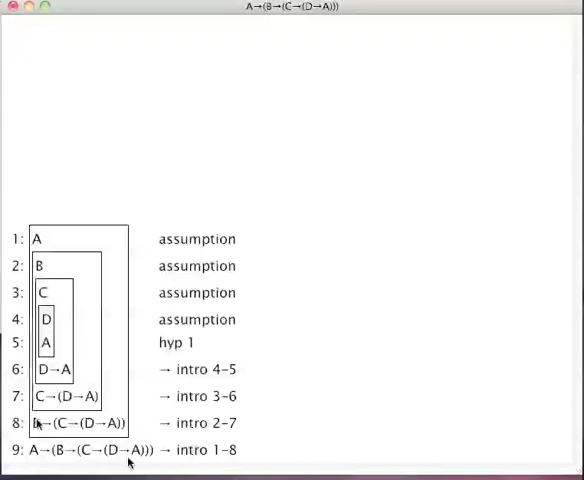 A→(B→(C→(D→A)))
1: A assumption
2: B assumption
3: C assumption
4: D assumption
5: A hyp 1
6: D→A → intro 4-5
7: C→(D→A) → intro 3-6
8: B→(C→(D→A)) → intro 2-7
9: A→(B→(C→(D→A))) → intro 1-8